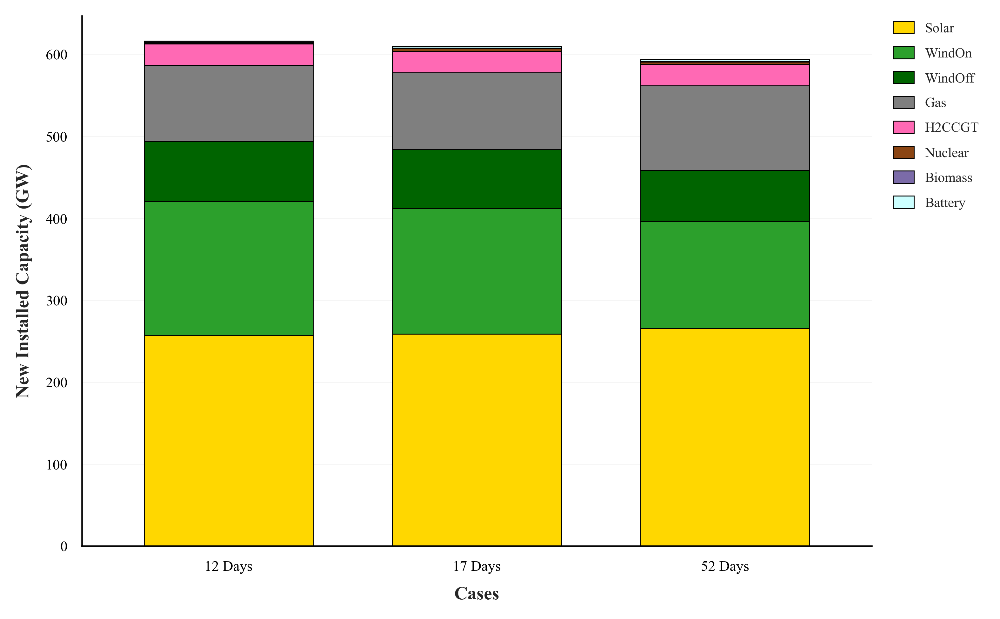 New Installed Capacity (GW)
600
500
400
300
200
100
0
12 Days
17 Days
52 Days
Cases
Solar
WindOn
WindOff
Gas
H2CCGT
Nuclear
Biomass
Battery